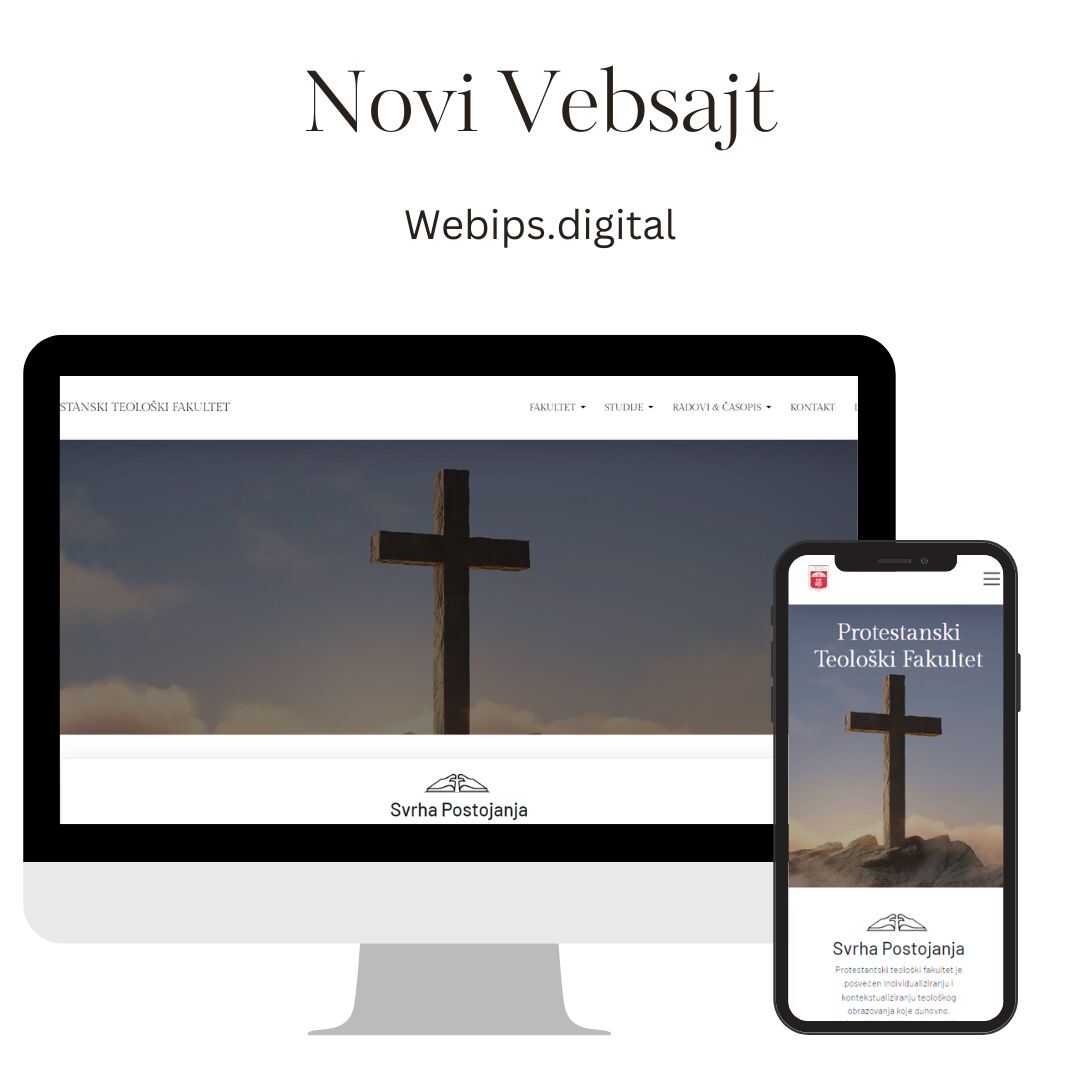 Novi Vebsajt
Webips.digital
STANSKI TEOLOŠKI FAKULTET
FAKULTET STUDIJE RADOVI & ČASOPIS KONTAKT
Svrha Postojanja
Protestanski
Teološki Fakultet
Svrha Postojanja
Protestantski teološki fakultet je
posvećen individualiziranju i
kontekstualiziranju teološkog
obrazovanja koje duhovno,